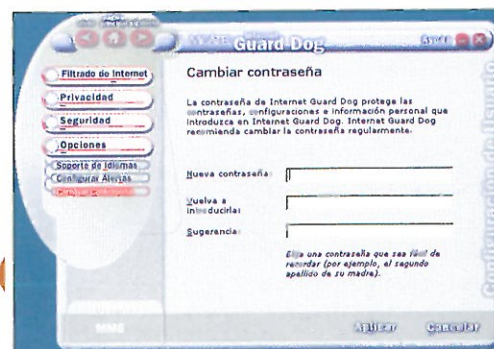 Guard Dog
Ayuda
Filtrado de Internet
Privacidad
Seguridad
Opciones
Soporte de Idiomas
Configurar Alertas
Cambiar Contraseña
Cambiar contraseña
La contraseña de Internet Guard Dog protege las
contraseñas, configuraciones e información personal que
introduzca en Internet Guard Dog. Internet Guard Dog
recomienda cambiar la contraseña regularmente.
Nueva contraseña:
Vuelva a
introducirla:
Sugerencia:
Elija una contraseña que sea fácil de
recordar (por ejemplo, el segundo
apellido de su madre).
Configuración de Usuario
Aplicar
Cancelar